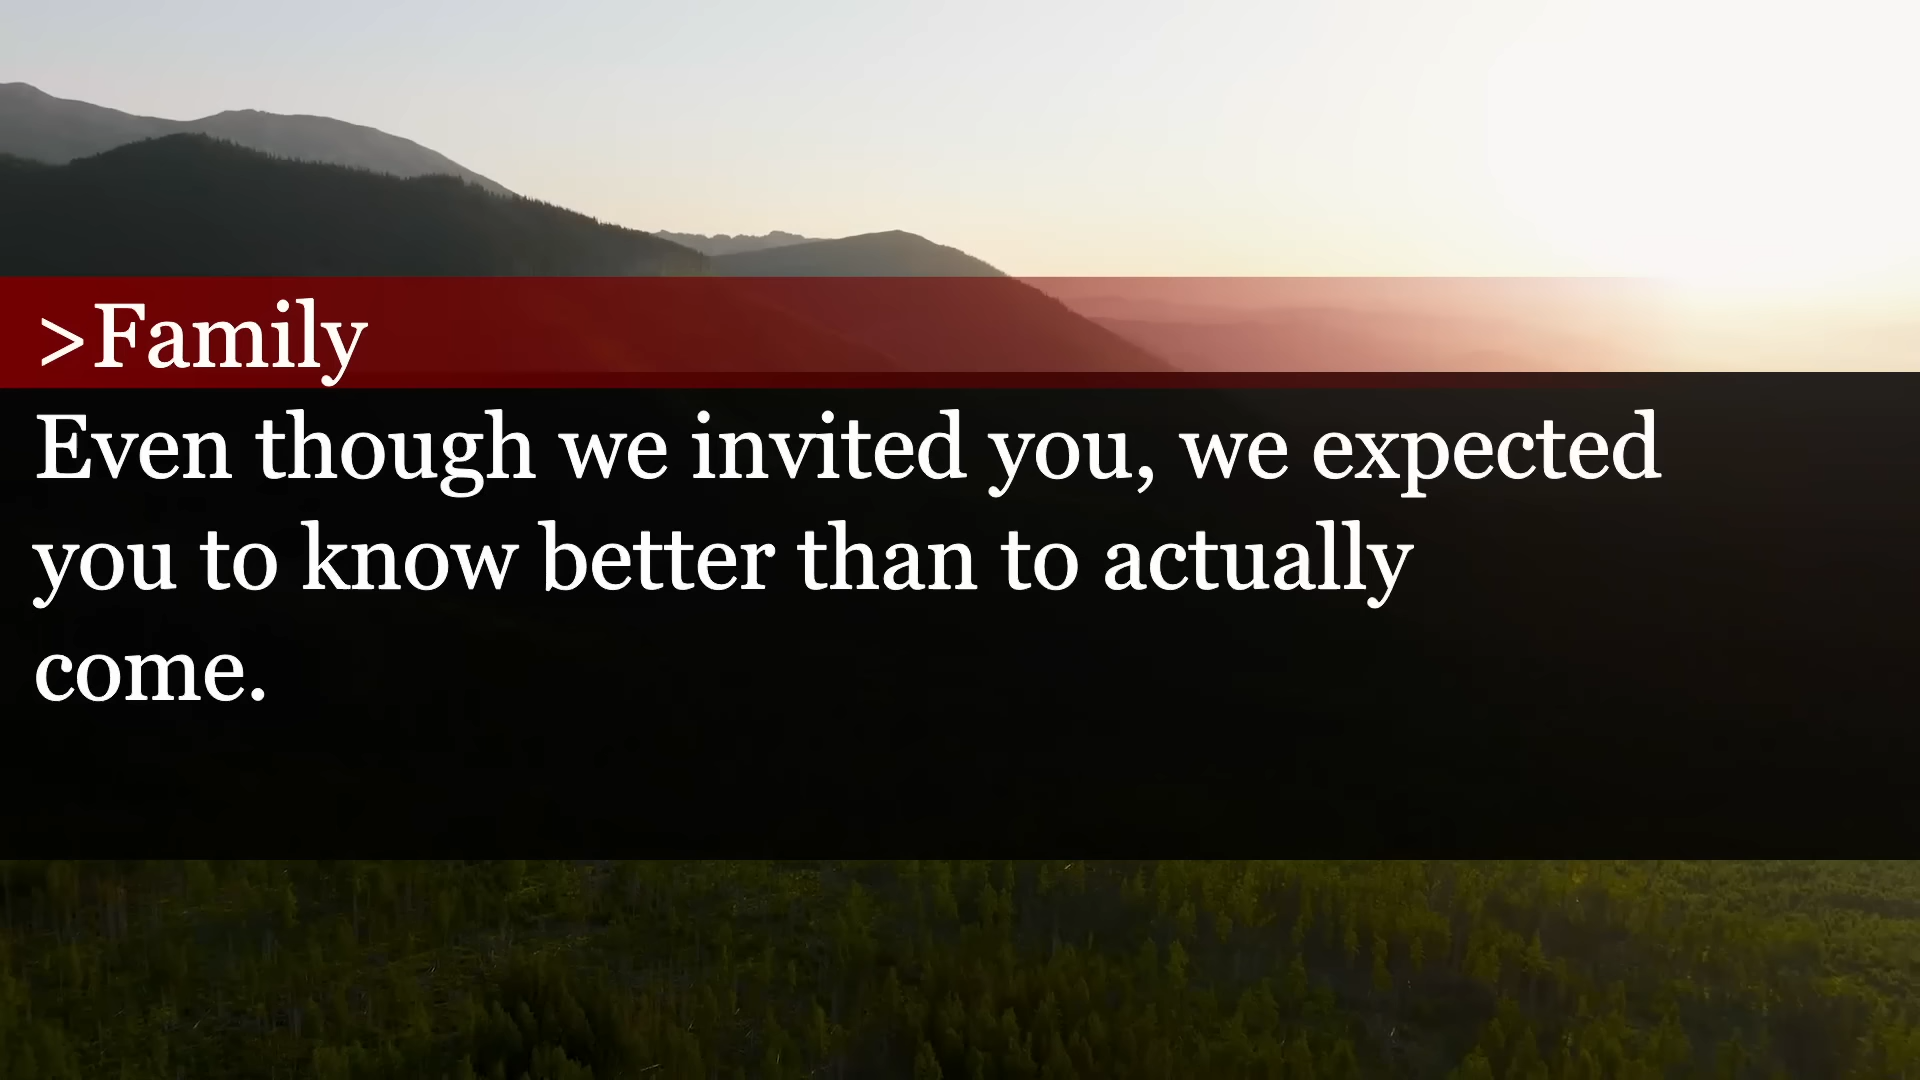 >Family
Even though we invited you, we expected
you to know better than to actually
come.